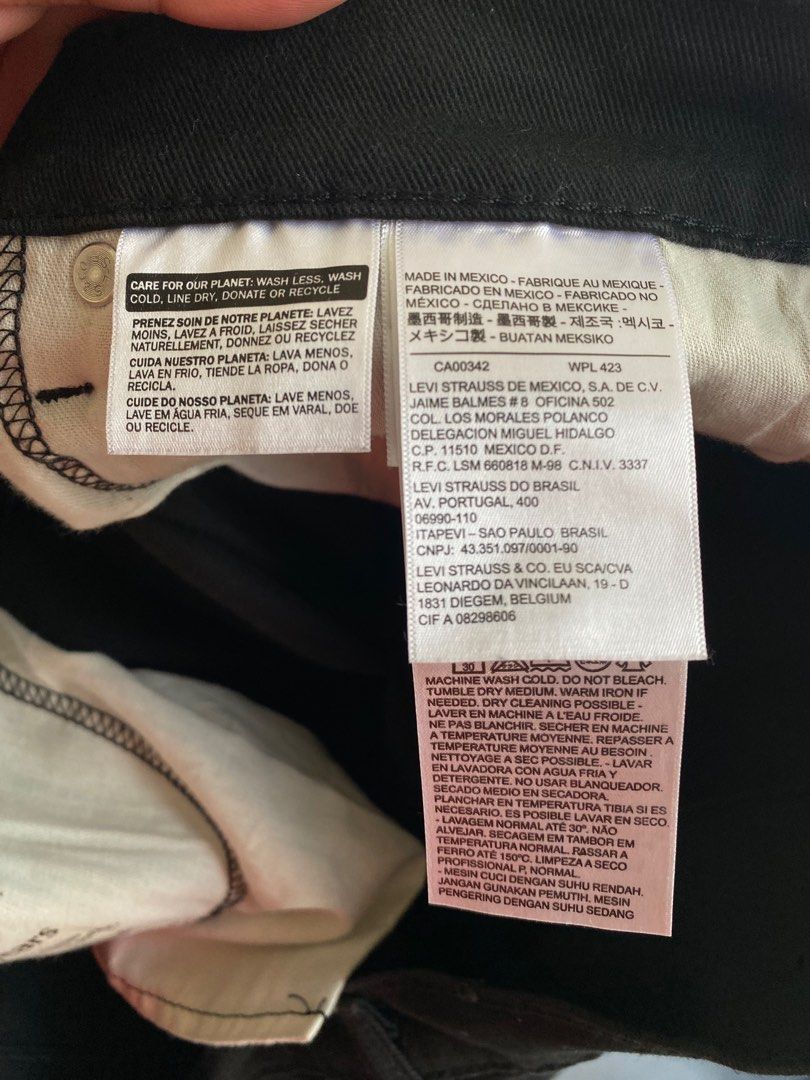 CARE FOR OUR PLANET: WASH LESS, WASH
COLD, LINE DRY, DONATE OR RECYCLE
PRENEZ SOIN DE NOTRE PLANETE: LAVEZ
MOINS, LAVEZ A FROID, LAISSEZ SECHER
NATURELLEMENT, DONNEZ OU RECYCLEZ
CUIDA NUESTRO PLANETA: LAVA MENOS,
LAVA EN FRIO, TIENDE LA ROPA, DONA O
RECICLA.
CUIDE DO NOSSO PLANETA: LAVE MENOS,
LAVE EM ÁGUA FRIA, SEQUE EM VARAL, DOE
OU RECICLE.
MADE IN MEXICO - FABRIQUE AU MEXIQUE -
FABRICADO EN MEXICO - FABRICADO NO
MÉXICO - СДЕЛАНО В МЕКСИКЕ -
墨西哥制造 - 墨西哥製 - 제조국 :멕시코 -
メキシコ製 - BUATAN MEKSIKO
CA00342 WPL 423
LEVI STRAUSS DE MEXICO, S.A. DE C.V.
JAIME BALMES # 8 OFICINA 502
COL. LOS MORALES POLANCO
DELEGACION MIGUEL HIDALGO
C.P. 11510 MEXICO D.F.
R.F.C. LSM 660818 M-98 C.N.I.V. 3337
LEVI STRAUSS DO BRASIL
AV. PORTUGAL, 400
06990-110
ITAPEVI – SAO PAULO BRASIL
CNPJ: 43.351.097/0001-90
LEVI STRAUSS & CO. EU SCA/CVA
LEONARDO DA VINCILAAN, 19 - D
1831 DIEGEM, BELGIUM
CIF A 08298606
30
MACHINE WASH COLD. DO NOT BLEACH.
TUMBLE DRY MEDIUM. WARM IRON IF
NEEDED. DRY CLEANING POSSIBLE -
LAVER EN MACHINE A L'EAU FROIDE.
NE PAS BLANCHIR. SECHER EN MACHINE
A TEMPERATURE MOYENNE. REPASSER A
TEMPERATURE MOYENNE AU BESOIN .
NETTOYAGE A SEC POSSIBLE. - LAVAR
EN LAVADORA CON AGUA FRIA Y
DETERGENTE. NO USAR BLANQUEADOR.
SECADO MEDIO EN SECADORA.
PLANCHAR EN TEMPERATURA TIBIA SI ES
NECESARIO. ES POSIBLE LAVAR EN SECO.
- LAVAGEM NORMAL ATÉ 30º. NÃO
ALVEJAR. SECAGEM EM TAMBOR EM
TEMPERATURA NORMAL. PASSAR A
FERRO ATÉ 150ºC. LIMPEZA A SECO
PROFISSIONAL P, NORMAL.
- MESIN CUCI DENGAN SUHU RENDAH.
JANGAN GUNAKAN PEMUTIH. MESIN
PENGERING DENGAN SUHU SEDANG